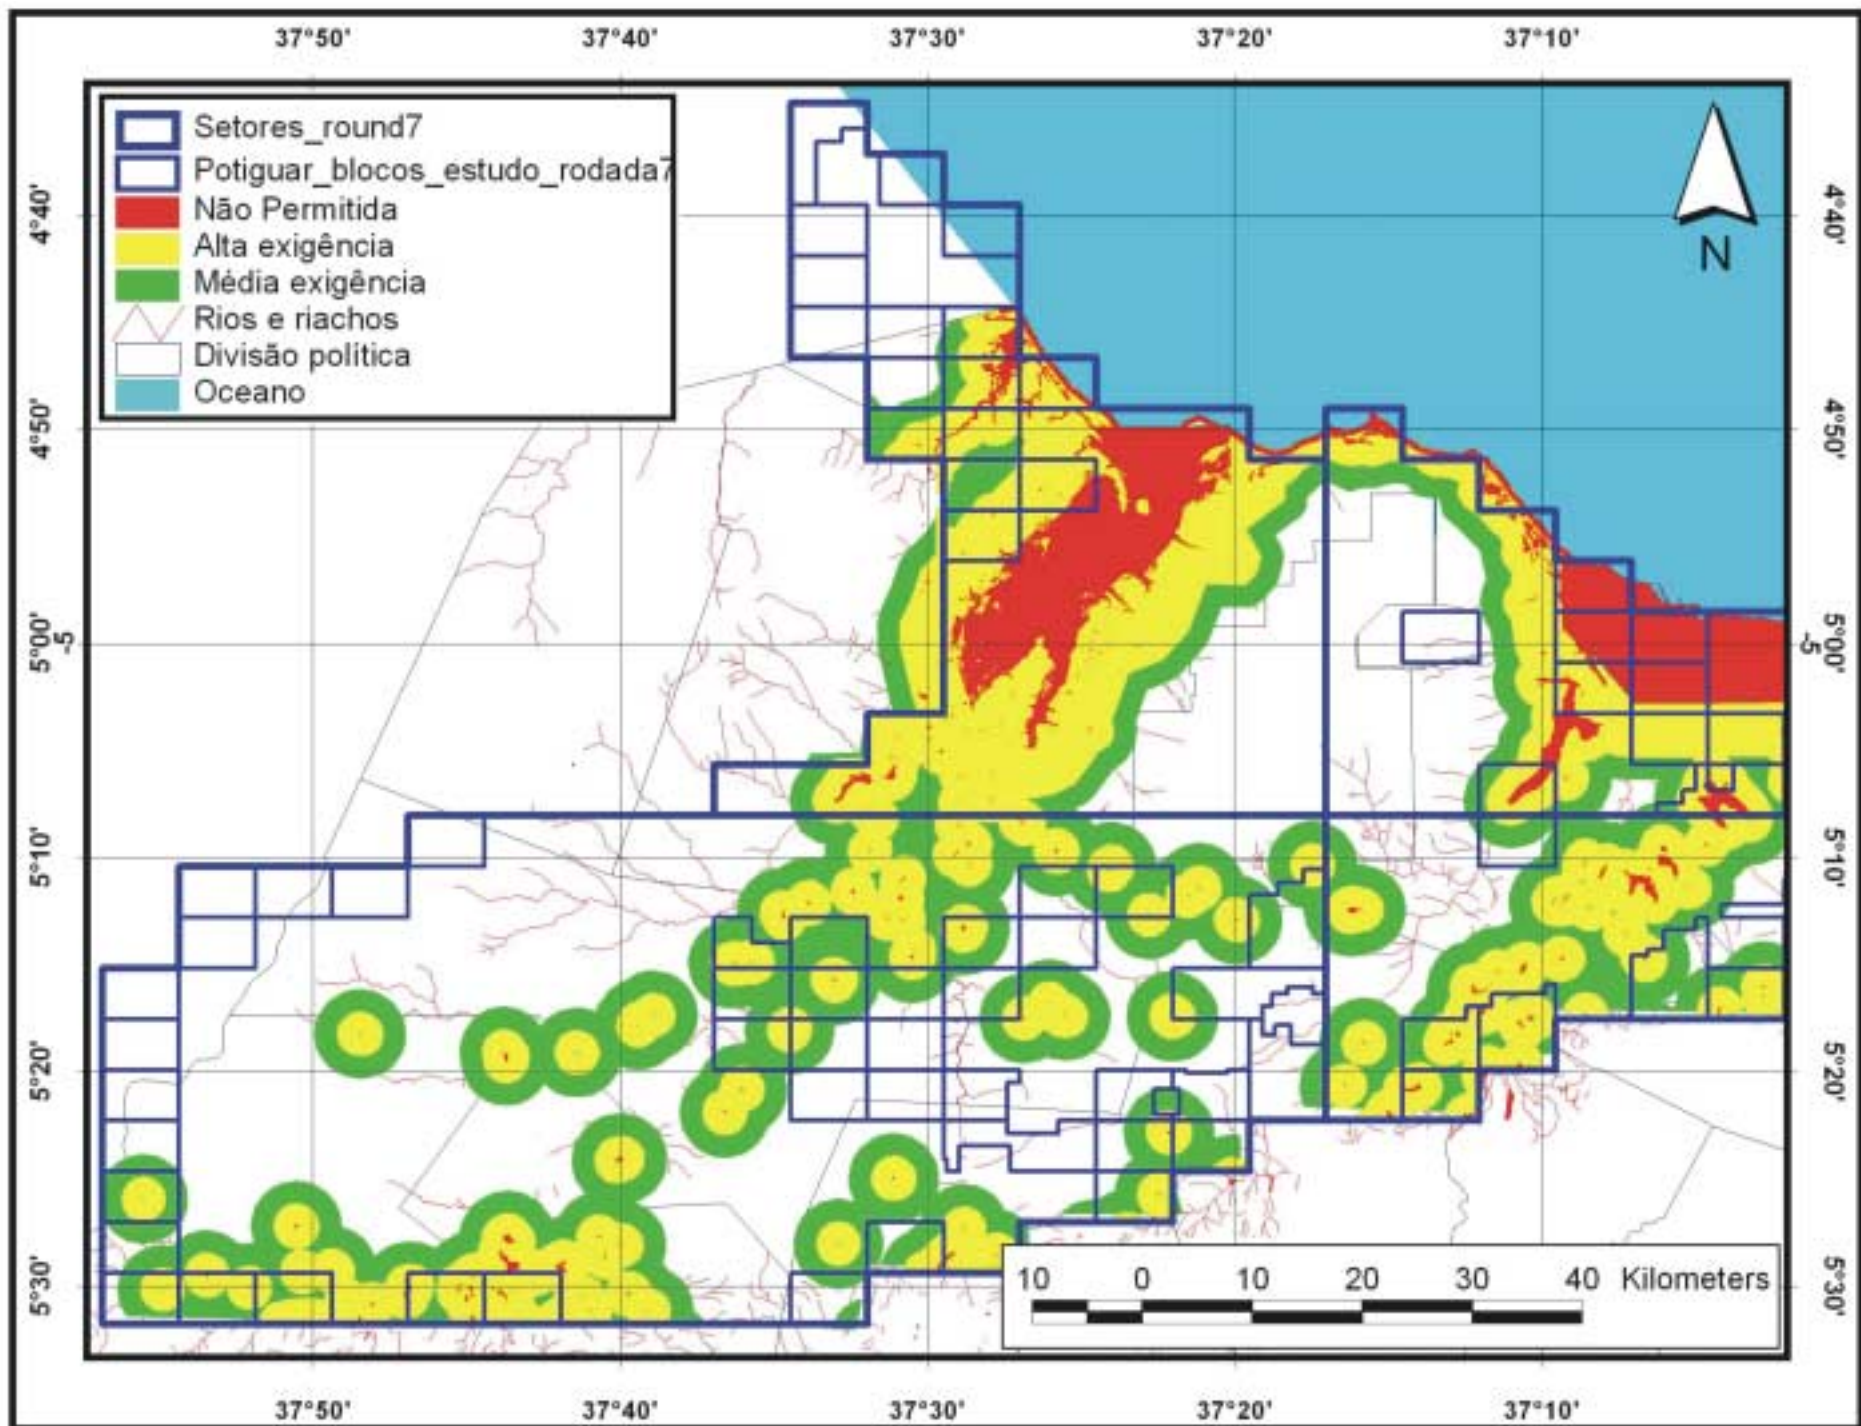 37°50' 37°40' 37°30' 37°20' 37°10'
Setores_round7
Potiguar_blocos_estudo_rodada7
Não Permitida
Alta exigência
Média exigência
Rios e riachos
Divisão política
Oceano
N
4°40' 4°40'
4°50' 4°50'
5°00' 5°00'
-5 -5
5°10' 5°10'
5°20' 5°20'
5°30' 5°30'
10 0 10 20 30 40 Kilometers
37°50' 37°40' 37°30' 37°20' 37°10'